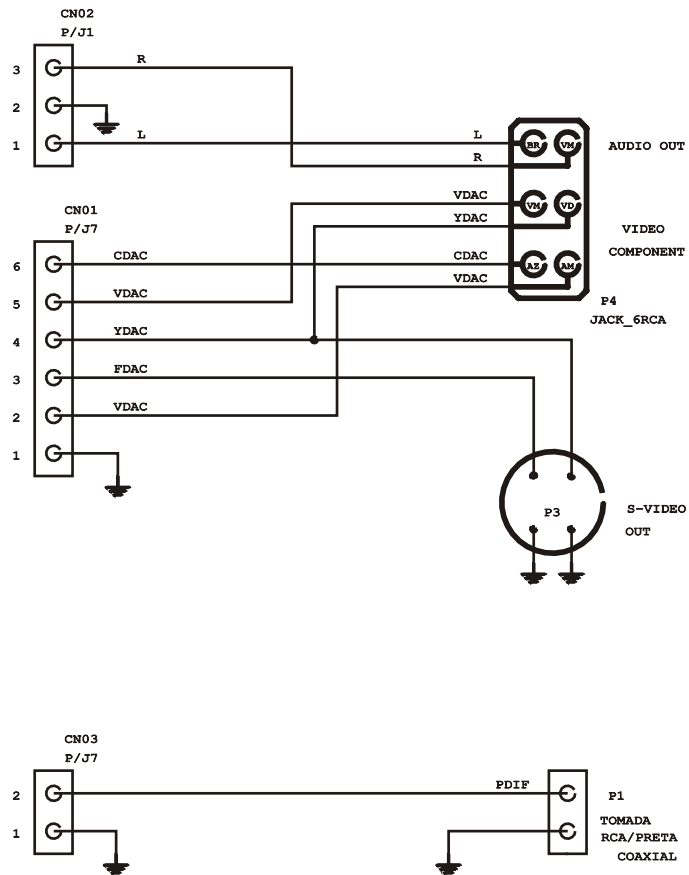 CN02
P/J1
3
R
2
1
L
L
BR
VM
AUDIO OUT
R
CN01
P/J7
VDAC
VM
VD
YDAC
VIDEO
COMPONENT
6
CDAC
CDAC
AZ
AM
VDAC
5
VDAC
P4
JACK_6RCA
4
YDAC
3
FDAC
2
VDAC
1
P3
S-VIDEO
OUT
CN03
P/J7
2
PDIF
P1
1
TOMADA
RCA/PRETA
COAXIAL